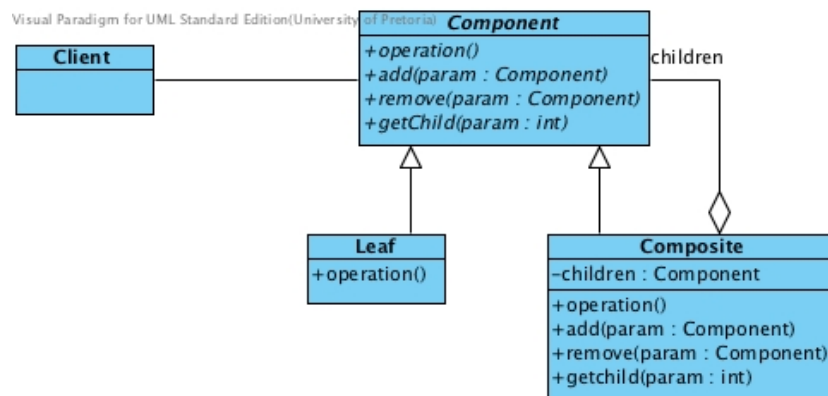 Visual Paradigm for UML Standard Edition(University of Pretoria)
Component
+operation()
+add(param : Component)
+remove(param : Component)
+getChild(param : int)
Client
children
Leaf
+operation()
Composite
-children : Component
+operation()
+add(param : Component)
+remove(param : Component)
+getchild(param : int)